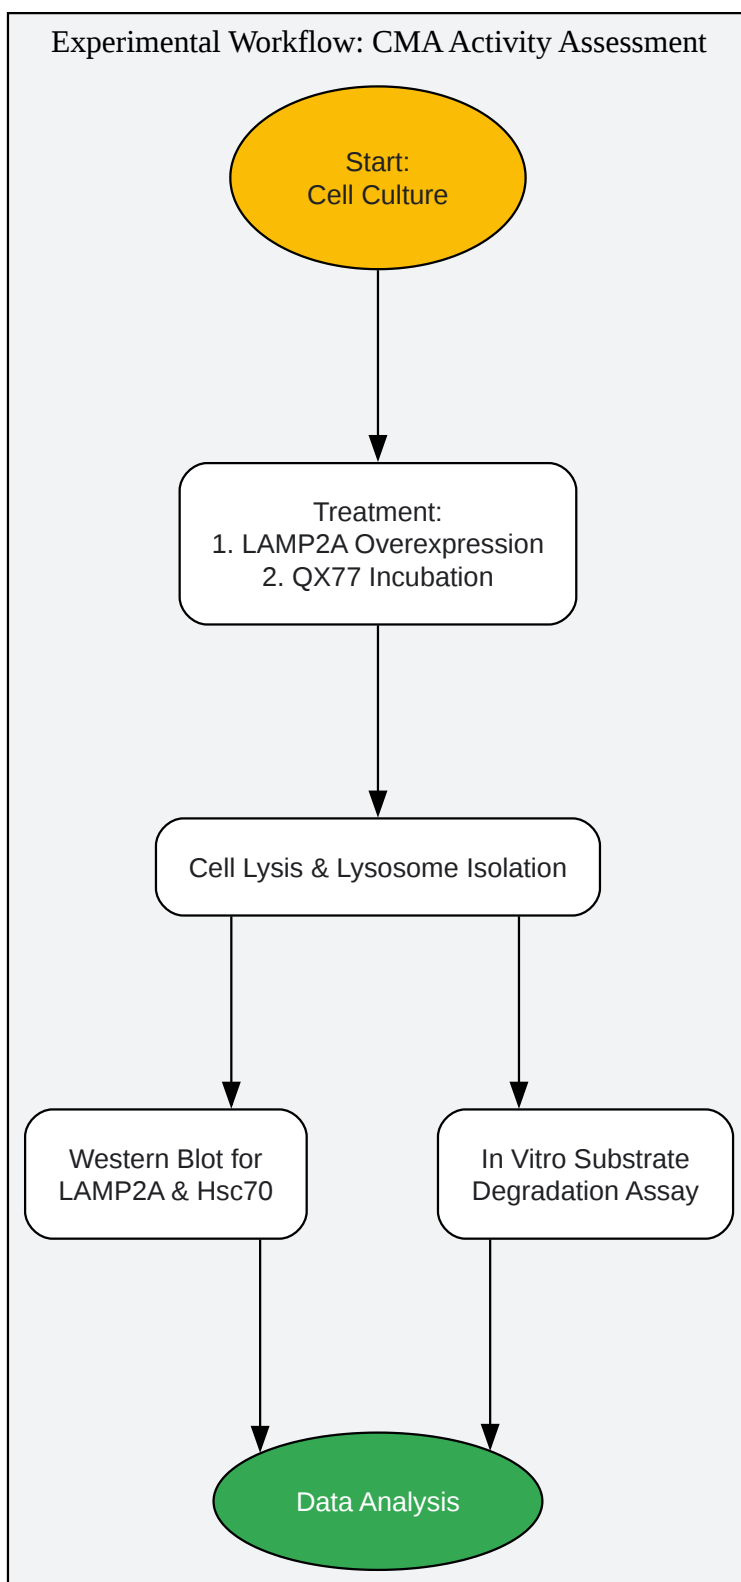 Experimental Workflow: CMA Activity Assessment
Start:
Cell Culture
Treatment:
1. LAMP2A Overexpression
2. QX77 Incubation
Cell Lysis & Lysosome Isolation
Western Blot for
LAMP2A & Hsc70
In Vitro Substrate
Degradation Assay
Data Analysis